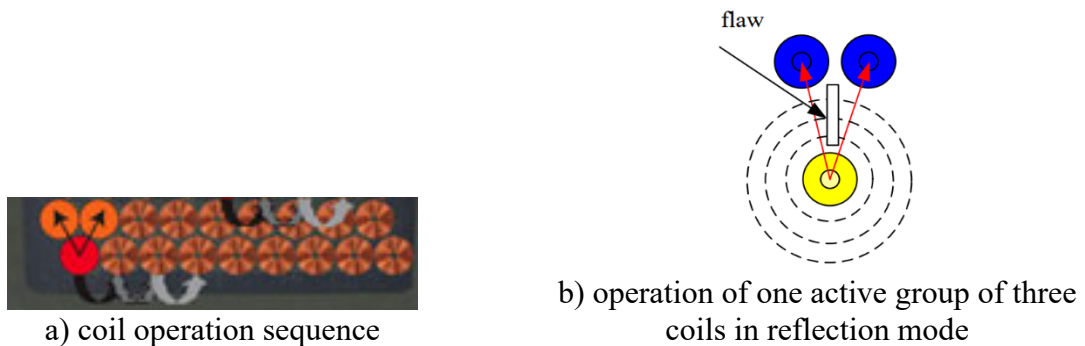 flaw
a) coil operation sequence
b) operation of one active group of three
coils in reflection mode